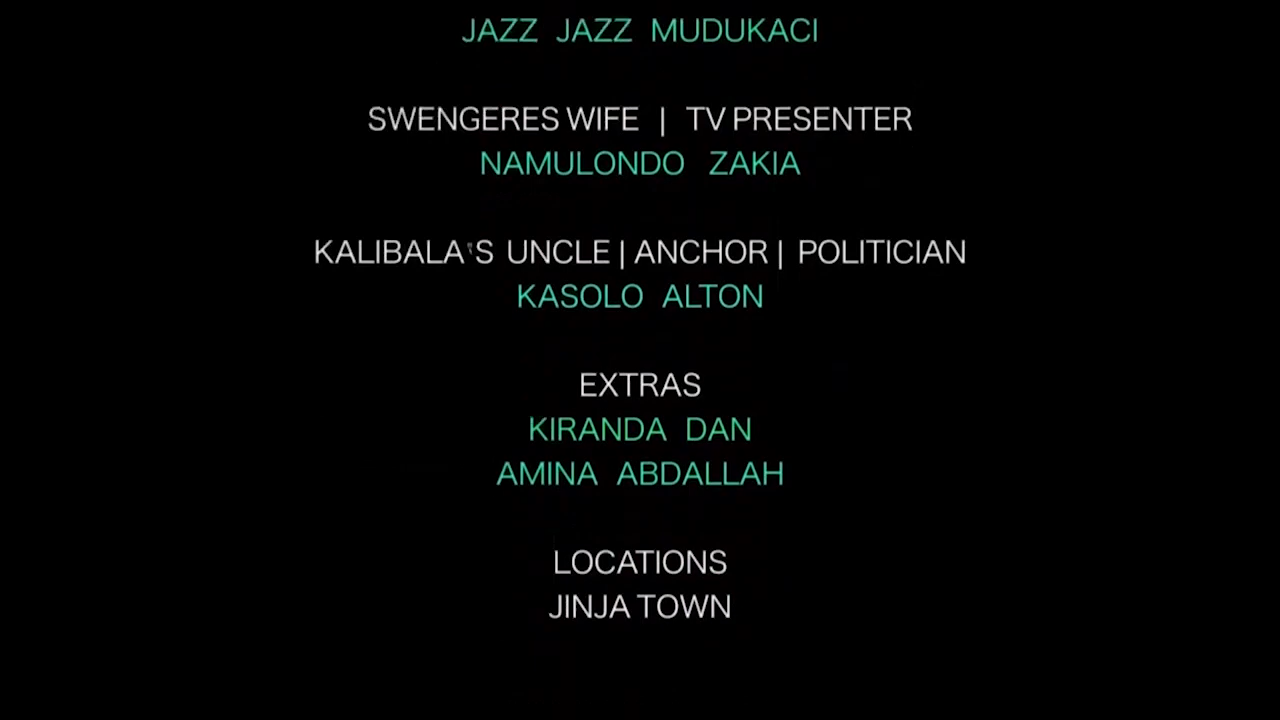 JAZZ JAZZ MUDUKACI
SWENGERES WIFE | TV PRESENTER
NAMULONDO ZAKIA
KALIBALA'S UNCLE | ANCHOR | POLITICIAN
KASOLO ALTON
EXTRAS
KIRANDA DAN
AMINA ABDALLAH
LOCATIONS
JINJA TOWN